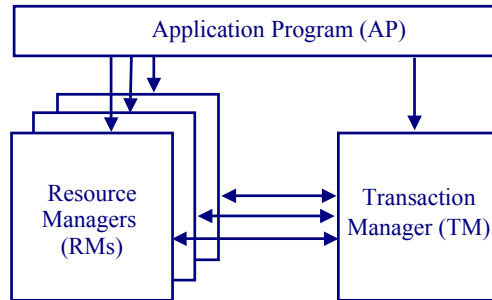 Application Program (AP)
Resource
Managers
(RMs)
Transaction
Manager (TM)